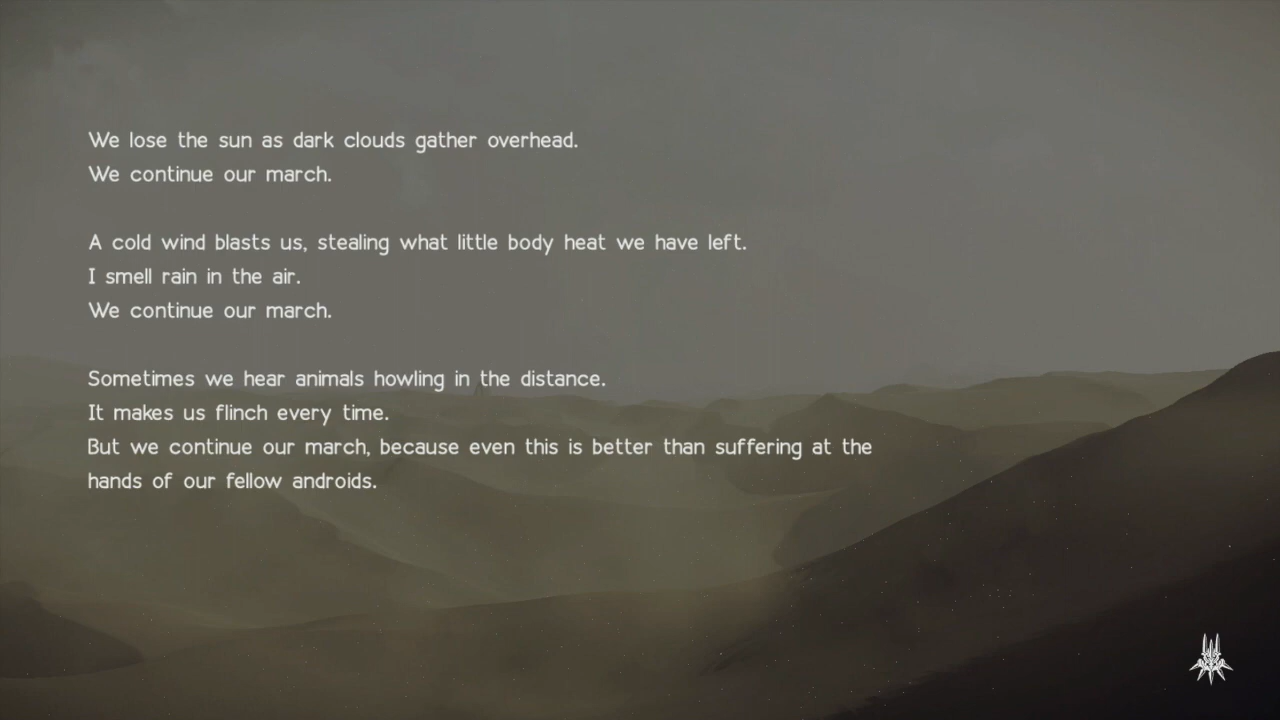 We lose the sun as dark clouds gather overhead.
We continue our march.
A cold wind blasts us, stealing what little body heat we have left.
I smell rain in the air.
We continue our march.
Sometimes we hear animals howling in the distance.
It makes us flinch every time.
But we continue our march, because even this is better than suffering at the
hands of our fellow androids.